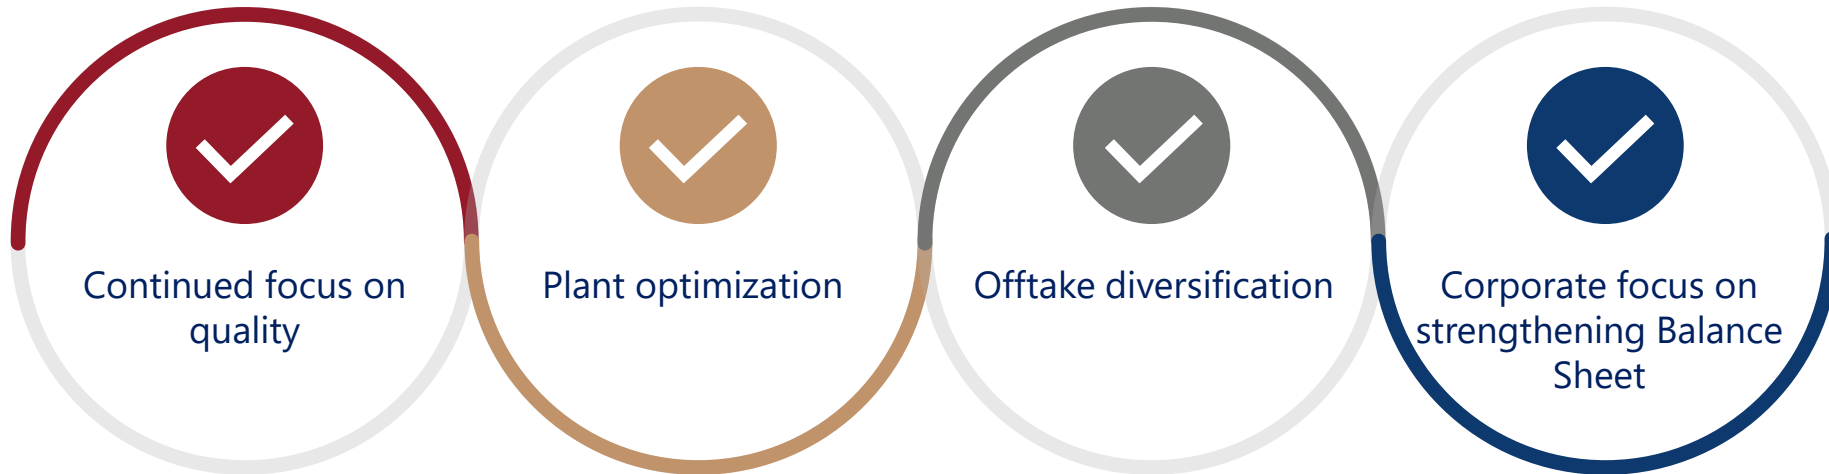 Continued focus on
quality
Plant optimization
Offtake diversification
Corporate focus on
strengthening Balance
Sheet